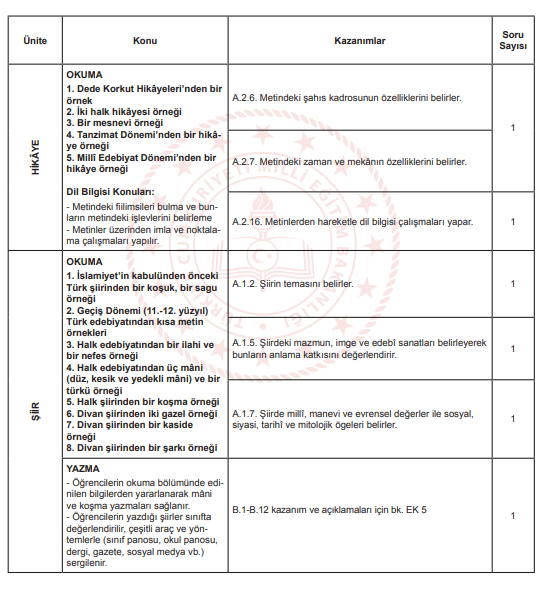 Ünite
Konu
Kazanımlar
Soru
Sayısı
HİKÂYE
OKUMA
1. Dede Korkut Hikâyeleri'nden bir
örnek
2. İki halk hikâyesi örneği
3. Bir mesnevi örneği
4. Tanzimat Dönemi'nden bir hikâ-
ye örneği
5. Millî Edebiyat Dönemi'nden bir
hikâye örneği
Dil Bilgisi Konuları:
- Metindeki fiilimsileri bulma ve bun-
ların metindeki işlevlerini belirleme
- Metinler üzerinden imla ve noktala-
ma çalışmaları yapılır.
A.2.6. Metindeki şahıs kadrosunun özelliklerini belirler.
A.2.7. Metindeki zaman ve mekânın özelliklerini belirler.
1
A.2.16. Metinlerden hareketle dil bilgisi çalışmaları yapar.
1
ŞİİR
OKUMA
1. İslamiyet'in kabulünden önceki
Türk şiirinden bir koşuk, bir sagu
örneği
2. Geçiş Dönemi (11.-12. yüzyıl)
Türk edebiyatından kısa metin
örnekleri
3. Halk edebiyatından bir ilahi ve
bir nefes örneği
4. Halk edebiyatından üç mâni
(düz, kesik ve yedekli mâni) ve bir
türkü örneği
5. Halk şiirinden bir koşma örneği
6. Divan şiirinden iki gazel örneği
7. Divan şiirinden bir kaside
örneği
8. Divan şiirinden bir şarkı örneği
A.1.2. Şiirin temasını belirler.
1
A.1.5. Şiirdeki mazmun, imge ve edebî sanatları belirleyerek
bunların anlama katkısını değerlendirir.
1
A.1.7. Şiirde millî, manevi ve evrensel değerler ile sosyal,
siyasi, tarihî ve mitolojik ögeleri belirler.
1
YAZMA
- Öğrencilerin okuma bölümünde edi-
nilen bilgilerden yararlanarak mâni
ve koşma yazmaları sağlanır.
- Öğrencilerin yazdığı şiirler sınıfta
değerlendirilir, çeşitli araç ve yön-
temlerle (sınıf panosu, okul panosu,
dergi, gazete, sosyal medya vb.)
sergilenir.
B.1-B.12 kazanım ve açıklamaları için bk. EK 5
1
TÜRKİYE CUMHURİYETİ MİLLÎ EĞİTİM BAKANLIĞI